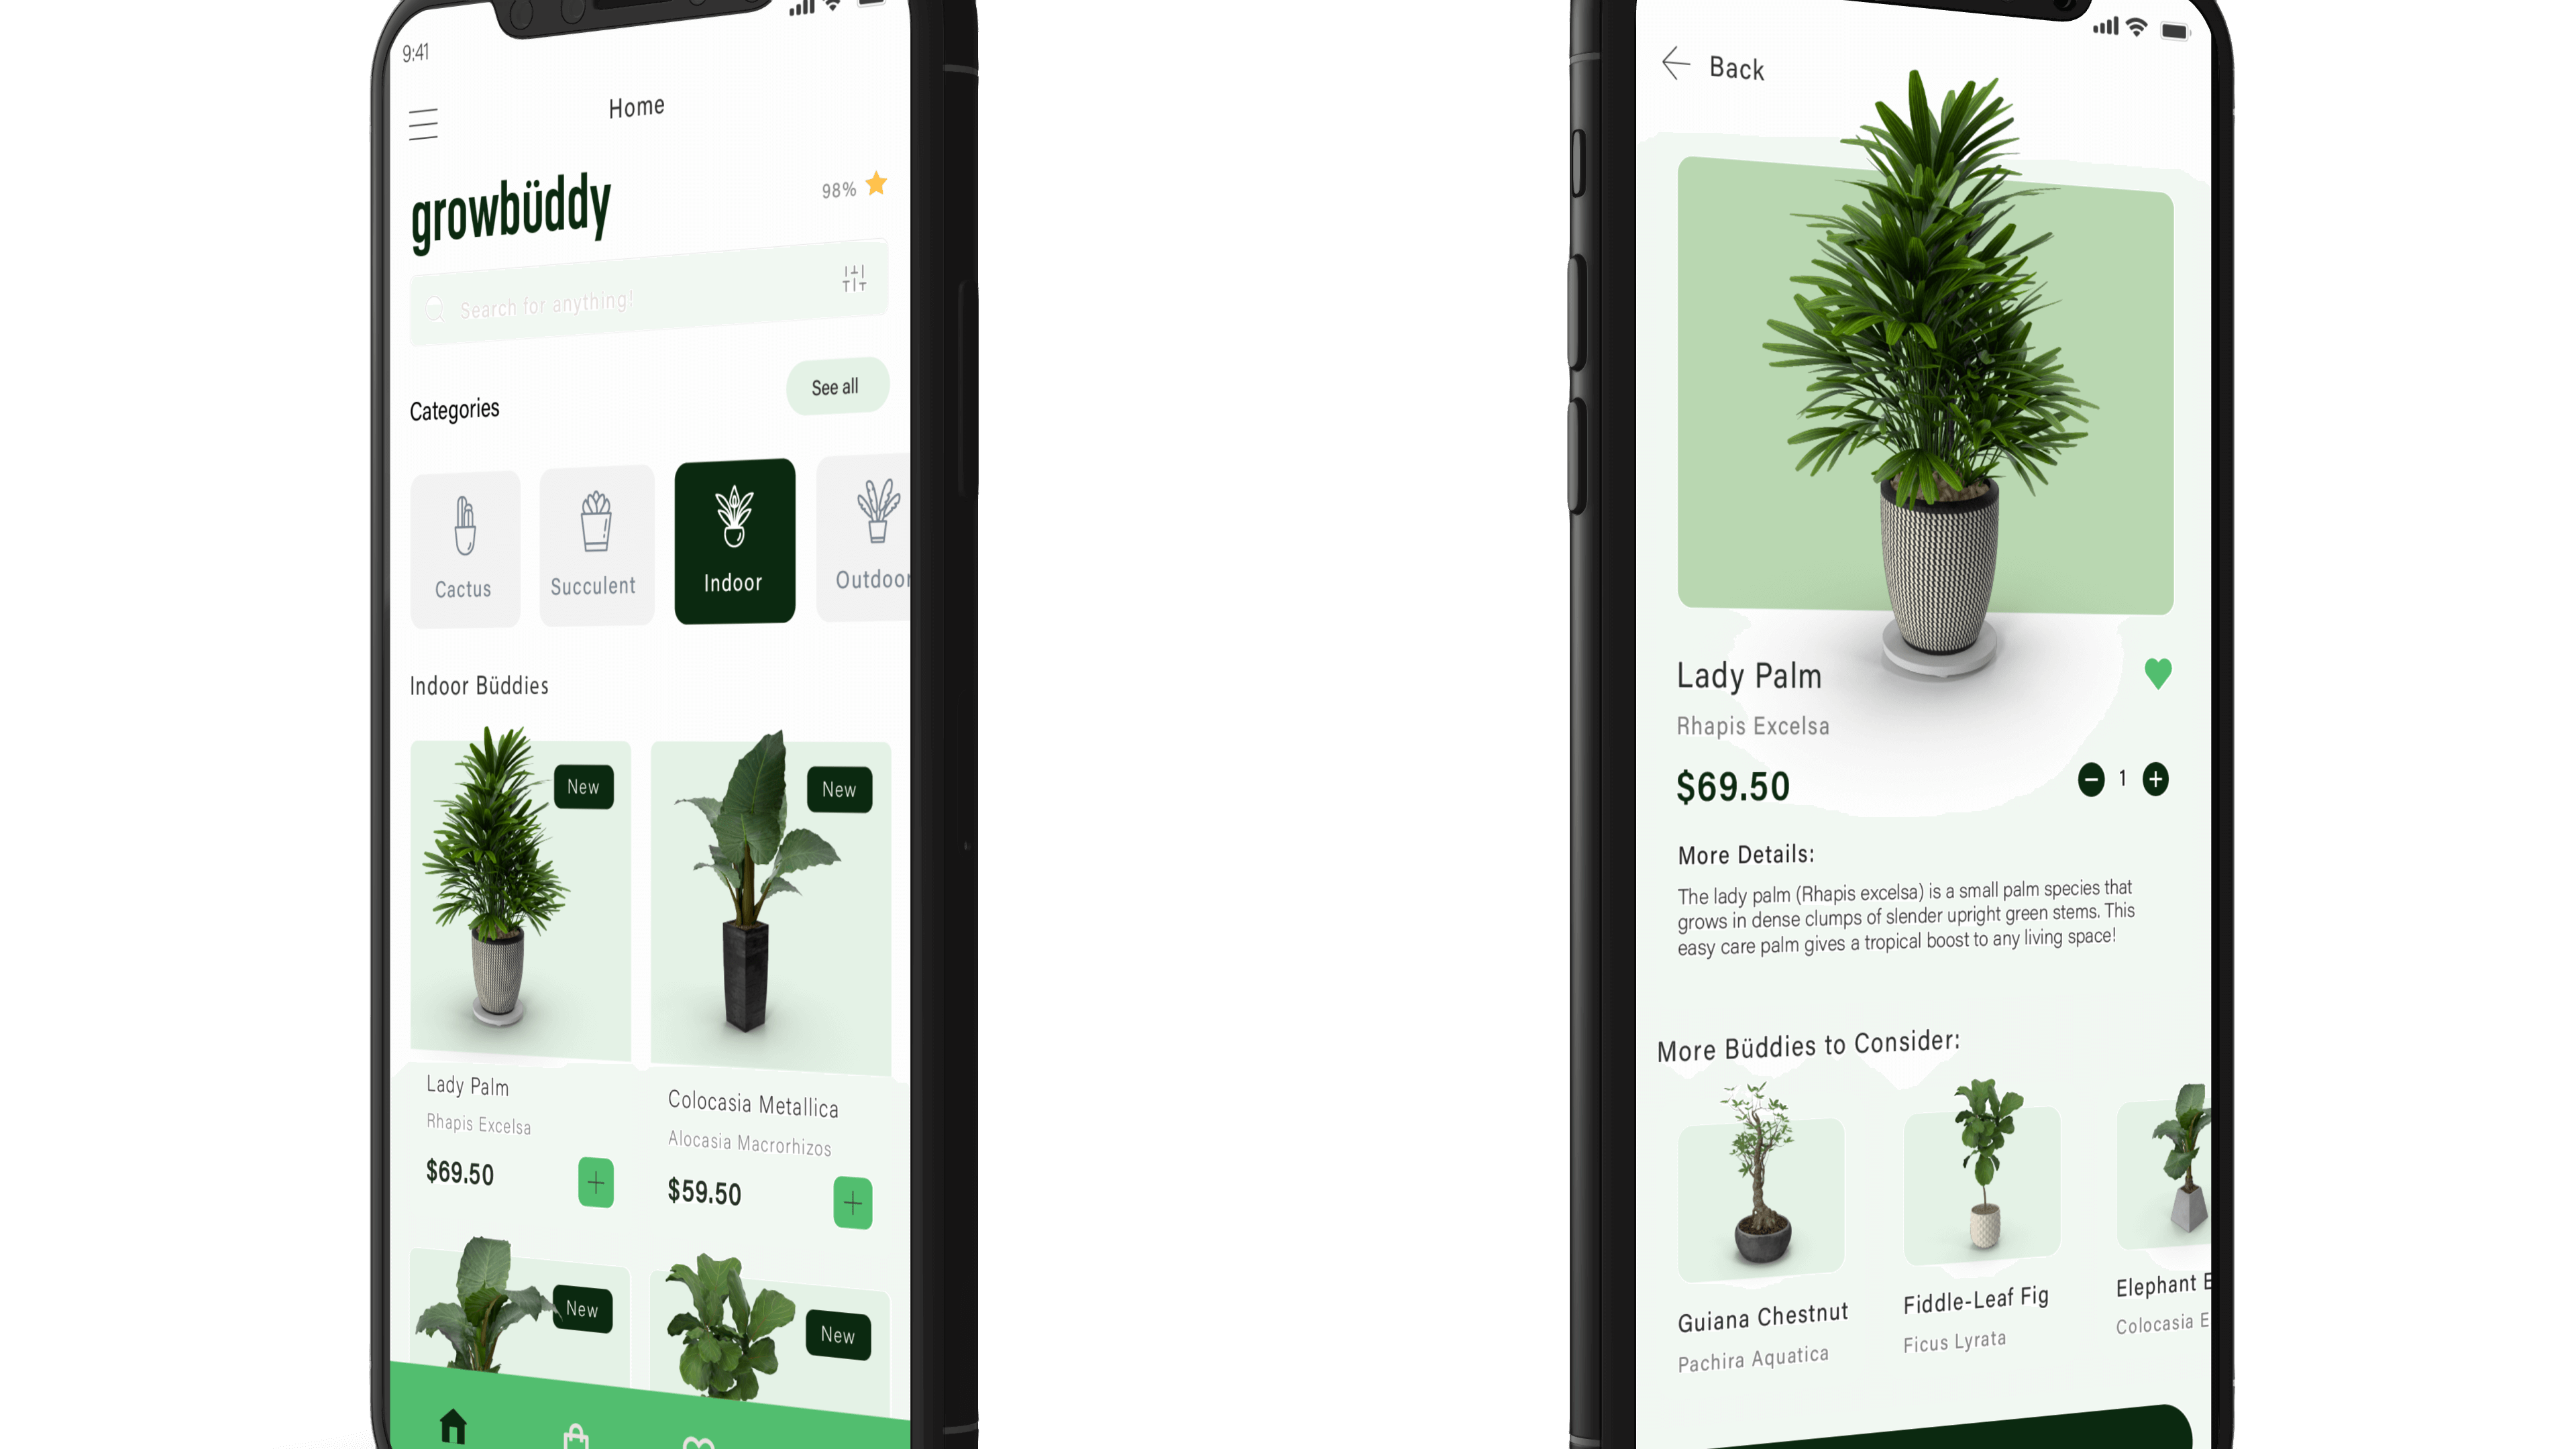 9:41
Home
growbüddy
98%
Search for anything!
Categories
See all
Cactus
Succulent
Indoor
Outdoor
Indoor Büddies
New
New
Lady Palm
Rhapis Excelsa
$69.50
Colocasia Metallica
Alocasia Macrorhizos
$59.50
New
New
Back
Lady Palm
Rhapis Excelsa
$69.50
1
More Details:
The lady palm (Rhapis excelsa) is a small palm species that
grows in dense clumps of slender upright green stems. This
easy care palm gives a tropical boost to any living space!
More Büddies to Consider:
Guiana Chestnut
Pachira Aquatica
Fiddle-Leaf Fig
Ficus Lyrata
Elephant E
Colocasia E